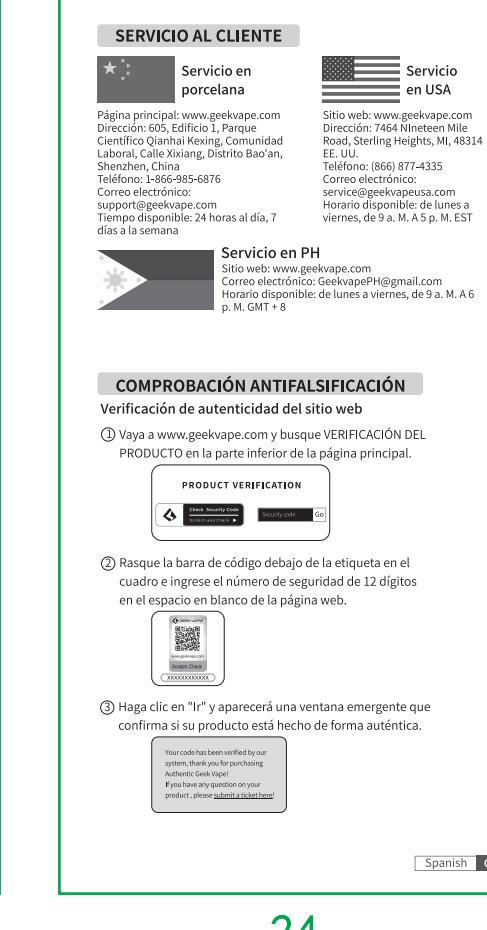 SERVICIO AL CLIENTE
Servicio en
porcelana
Página principal: www.geekvape.com
Dirección: 605, Edificio 1, Parque
Científico Qianhai Kexing, Comunidad
Laboral, Calle Xixiang, Distrito Bao'an,
Shenzhen, China
Teléfono: 1-866-985-6876
Correo electrónico:
support@geekvape.com
Tiempo disponible: 24 horas al día, 7
días a la semana
Servicio
en USA
Sitio web: www.geekvape.com
Dirección: 7464 NIneteen Mile
Road, Sterling Heights, MI, 48314
EE. UU.
Teléfono: (866) 877-4335
Correo electrónico:
service@geekvapeusa.com
Horario disponible: de lunes a
viernes, de 9 a. M. A 5 p. M. EST
Servicio en PH
Sitio web: www.geekvape.com
Correo electrónico: GeekvapePH@gmail.com
Horario disponible: de lunes a viernes, de 9 a. M. A 6
p. M. GMT + 8
COMPROBACIÓN ANTIFALSIFICACIÓN
Verificación de autenticidad del sitio web
① Vaya a www.geekvape.com y busque VERIFICACIÓN DEL
PRODUCTO en la parte inferior de la página principal.
PRODUCT VERIFICATION
Check Security Code
Scratch and Check ▶
Security code
Go
② Rasque la barra de código debajo de la etiqueta en el
cuadro e ingrese el número de seguridad de 12 dígitos
en el espacio en blanco de la página web.
GEEKVAPE
www.geekvape.com
Scratch Check
XXXXXXXXXXXX
③ Haga clic en "Ir" y aparecerá una ventana emergente que
confirma si su producto está hecho de forma auténtica.
Your code has been verified by our
system, thank you for purchasing
Authentic Geek Vape!
If you have any question on your
product , please submit a ticket here!
Spanish
24